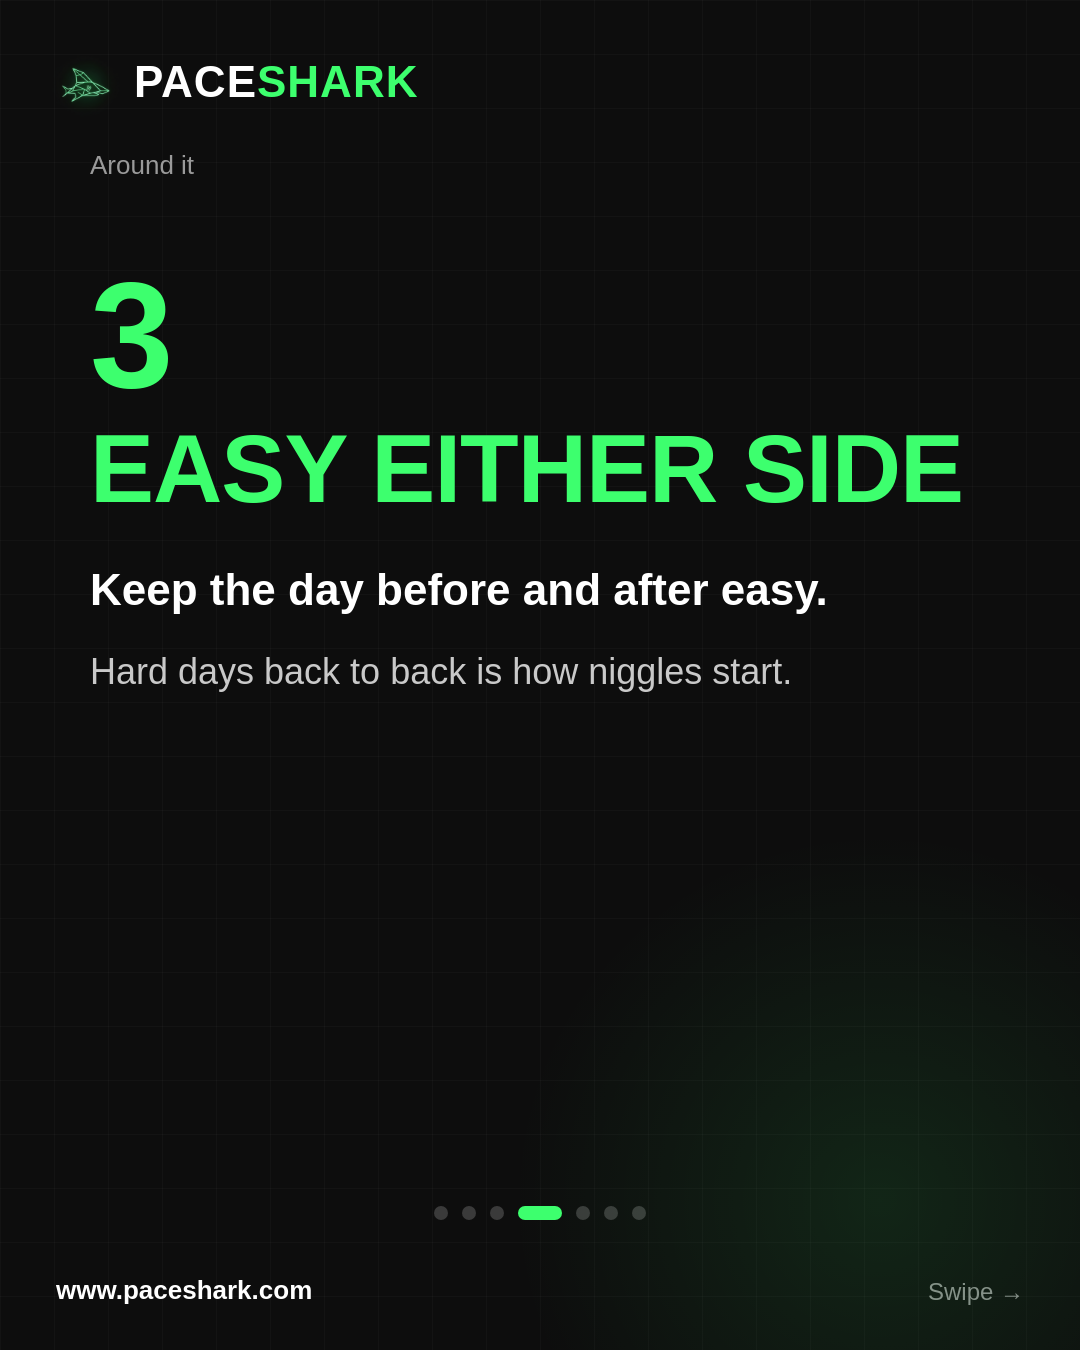 PACESHARK
Around it
3
EASY EITHER SIDE
Keep the day before and after easy.
Hard days back to back is how niggles start.
www.paceshark.com
Swipe →